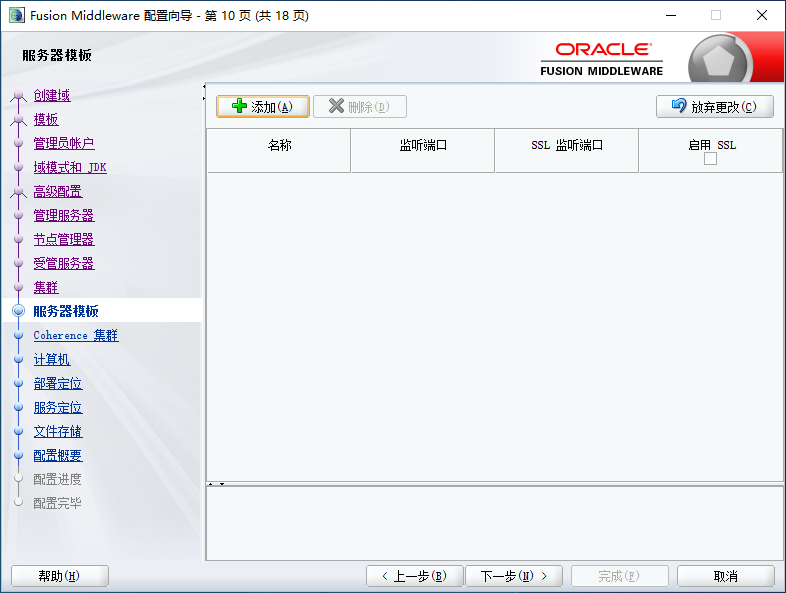 Fusion Middleware 配置向导 - 第 10 页 (共 18 页)
服务器模板
ORACLE
FUSION MIDDLEWARE
创建域
模板
管理员帐户
域模式和 JDK
高级配置
管理服务器
节点管理器
受管服务器
集群
服务器模板
Coherence 集群
计算机
部署定位
服务定位
文件存储
配置概要
配置进度
配置完毕
添加(A) 删除(D) 放弃更改(C)
名称 监听端口 SSL 监听端口 启用 SSL
帮助(H) < 上一步(B) 下一步(N) > 完成(F) 取消